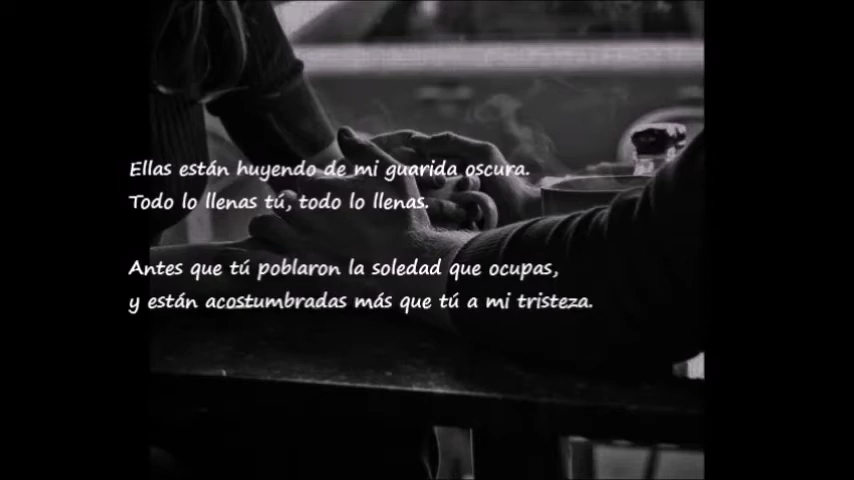 Ellas están huyendo de mi guarida oscura.
Todo lo llenas tú, todo lo llenas.
Antes que tú poblaron la soledad que ocupas,
y están acostumbradas más que tú a mi tristeza.